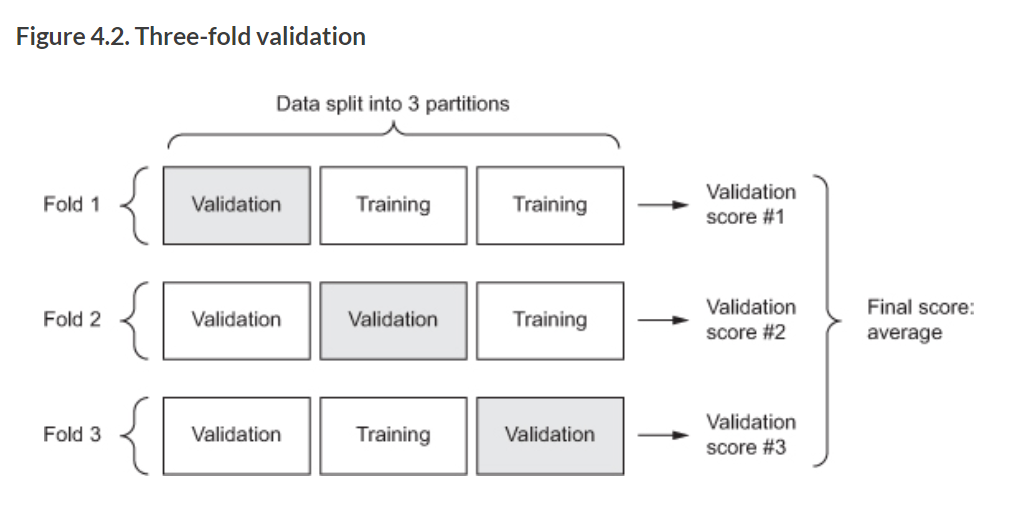 Figure 4.2. Three-fold validation
Data split into 3 partitions
Fold 1
Validation
Training
Training
Validation
score #1
Fold 2
Validation
Validation
Training
Validation
score #2
Final score:
average
Fold 3
Validation
Training
Validation
Validation
score #3